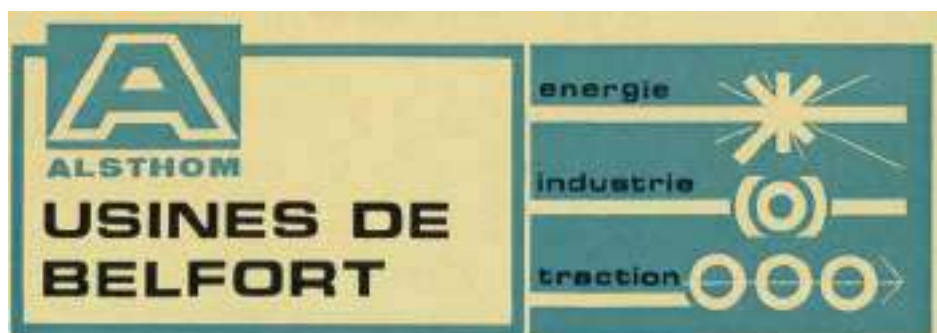 ALSTHOM
USINES DE
BELFORT
energie
industrie
traction